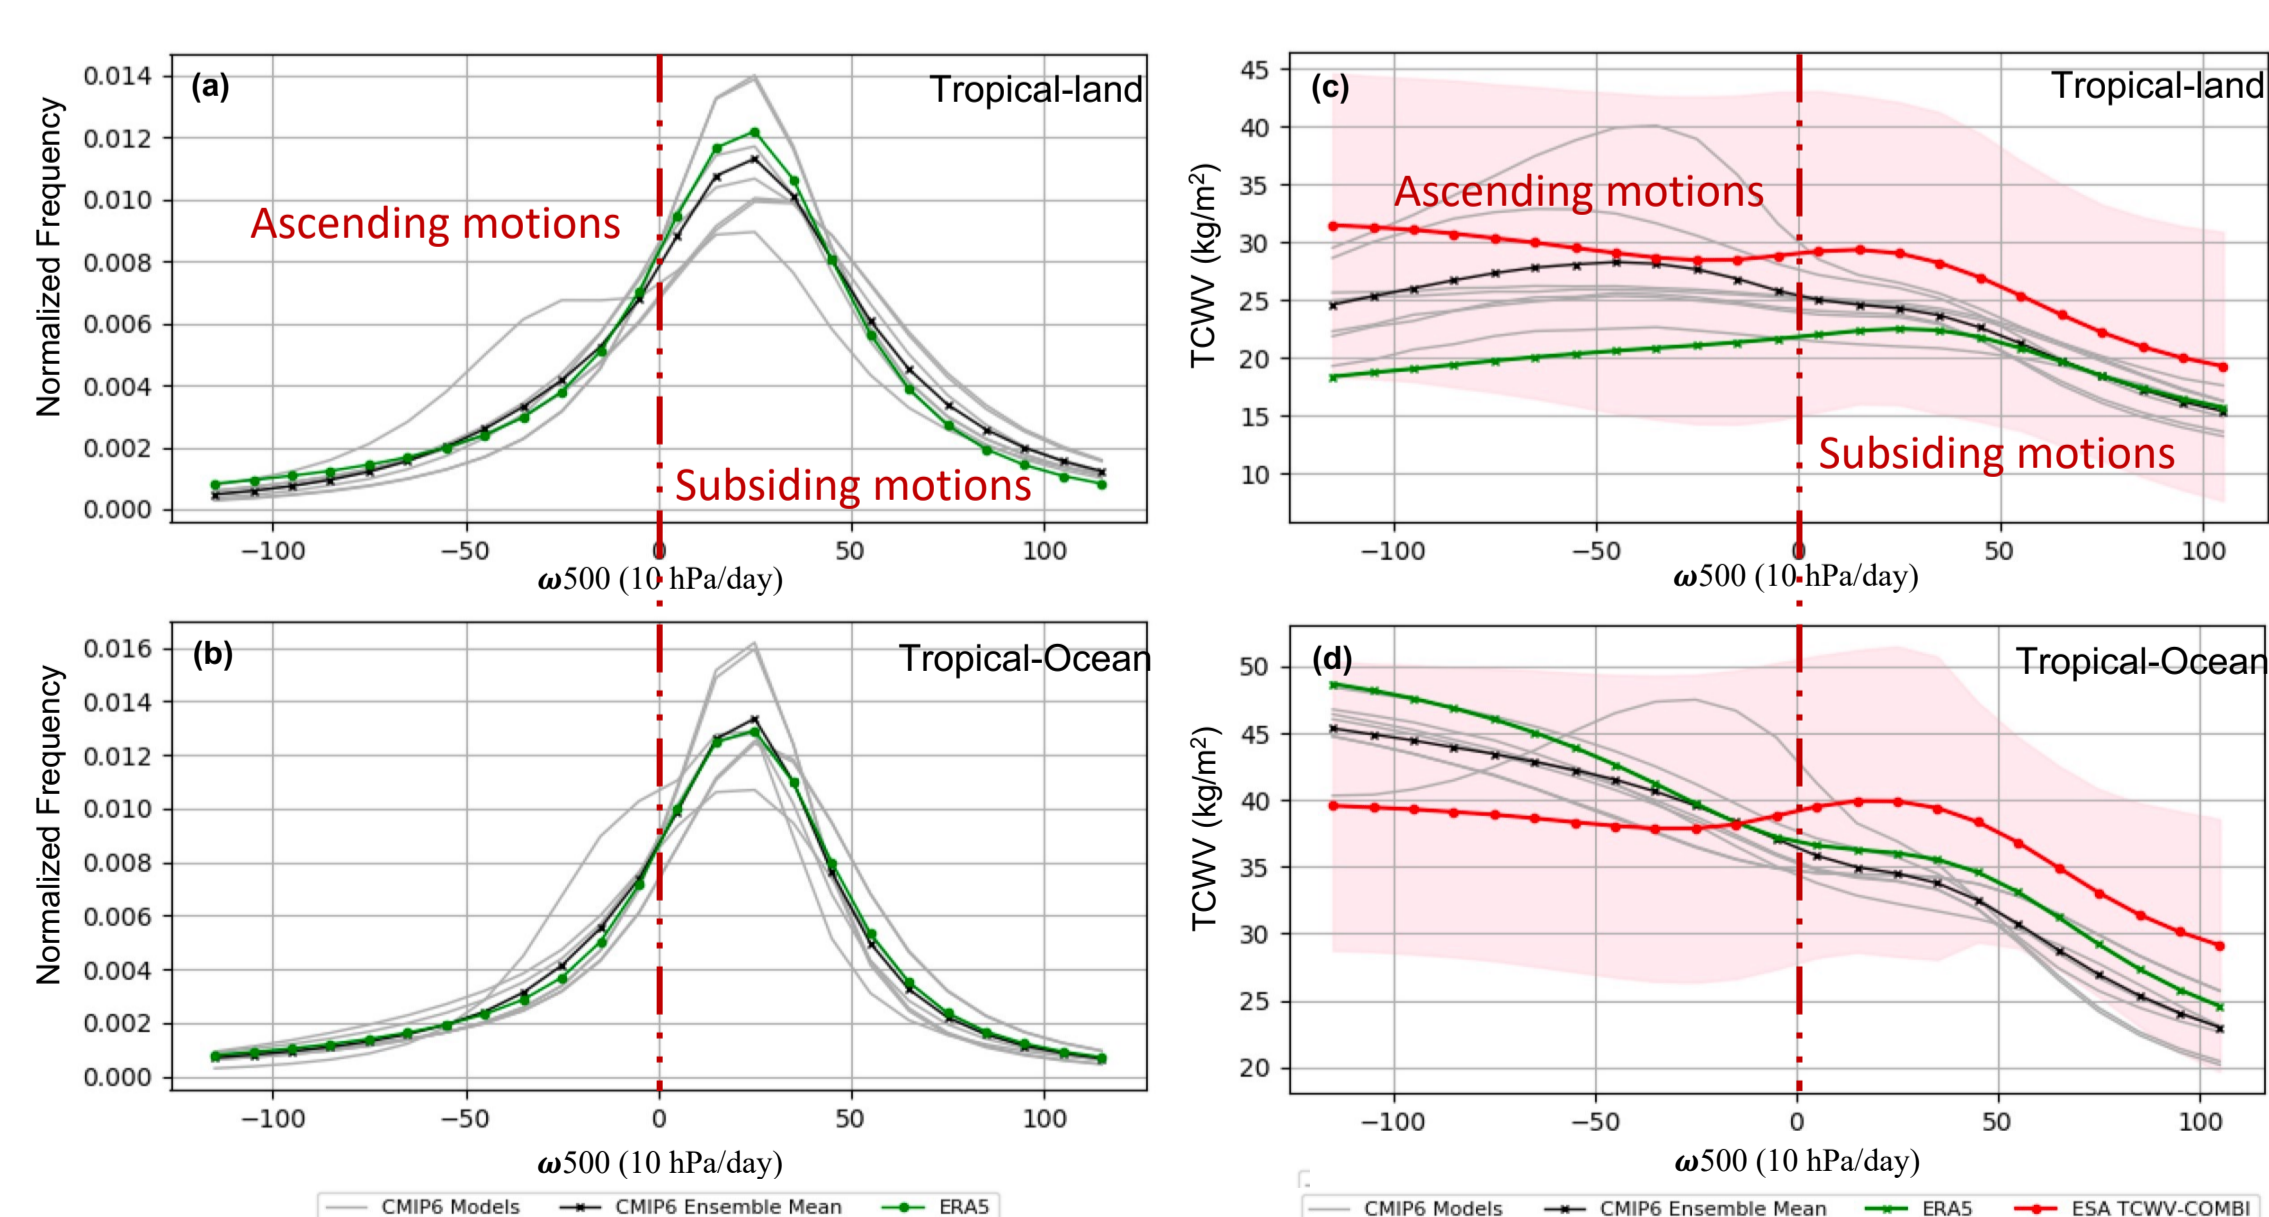 (a)
Tropical-land
Normalized Frequency
0.014
0.012
0.010
0.008
0.006
0.004
0.002
0.000
Ascending motions
Subsiding motions
−100
−50
0
50
100
ω500 (10 hPa/day)
(c)
Tropical-land
TCWV (kg/m²)
45
40
35
30
25
20
15
10
Ascending motions
Subsiding motions
−100
−50
0
50
100
ω500 (10 hPa/day)
(b)
Tropical-Ocean
Normalized Frequency
0.016
0.014
0.012
0.010
0.008
0.006
0.004
0.002
0.000
−100
−50
0
50
100
ω500 (10 hPa/day)
CMIP6 Models
CMIP6 Ensemble Mean
ERA5
(d)
Tropical-Ocean
TCWV (kg/m²)
50
45
40
35
30
25
20
−100
−50
0
50
100
ω500 (10 hPa/day)
CMIP6 Models
CMIP6 Ensemble Mean
ERA5
ESA TCWV-COMBI